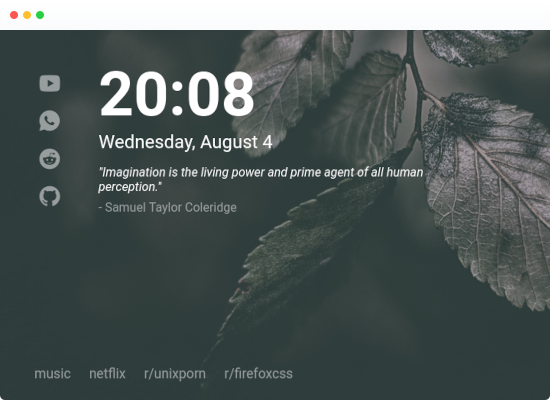 20:08
Wednesday, August 4
"Imagination is the living power and prime agent of all human
perception."
- Samuel Taylor Coleridge
music netflix r/unixporn r/firefoxcss